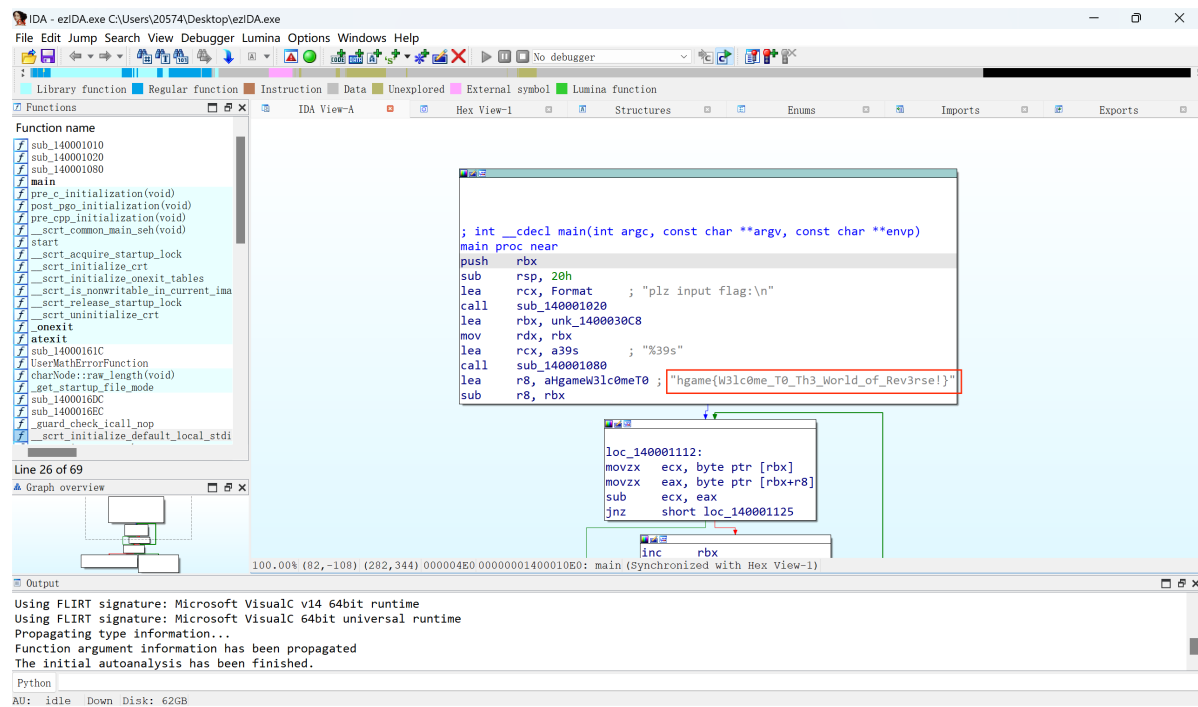 IDA - ezIDA.exe C:\Users\20574\Desktop\ezIDA.exe
File Edit Jump Search View Debugger Lumina Options Windows Help
No debugger
Library function Regular function Instruction Data Unexplored External symbol Lumina function
Functions
IDA View-A Hex View-1 Structures Enums Imports Exports
Function name
sub_140001010
sub_140001020
sub_140001080
main
pre_c_initialization(void)
post_pgo_initialization(void)
pre_cpp_initialization(void)
__scrt_common_main_seh(void)
start
__scrt_acquire_startup_lock
__scrt_initialize_crt
__scrt_initialize_onexit_tables
__scrt_is_nonwritable_in_current_ima
__scrt_release_startup_lock
__scrt_uninitialize_crt
_onexit
atexit
sub_14000161C
UserMathErrorFunction
charNode::raw_length(void)
_get_startup_file_mode
sub_1400016DC
sub_1400016EC
_guard_check_icall_nop
__scrt_initialize_default_local_stdi
Line 26 of 69
Graph overview
; int __cdecl main(int argc, const char **argv, const char **envp)
main proc near
push rbx
sub rsp, 20h
lea rcx, Format ; "plz input flag:\n"
call sub_140001020
lea rbx, unk_1400030C8
mov rdx, rbx
lea rcx, a39s ; "%39s"
call sub_140001080
lea r8, aHgameW3lc0meT0 ; "hgame{W3lc0me_T0_Th3_World_of_Rev3rse!}"
sub r8, rbx
loc_140001112:
movzx ecx, byte ptr [rbx]
movzx eax, byte ptr [rbx+r8]
sub ecx, eax
jnz short loc_140001125
inc rbx
100.00% (82,-108) (282,344) 000004E0 00000001400010E0: main (Synchronized with Hex View-1)
Output
Using FLIRT signature: Microsoft VisualC v14 64bit runtime
Using FLIRT signature: Microsoft VisualC 64bit universal runtime
Propagating type information...
Function argument information has been propagated
The initial autoanalysis has been finished.
Python
AU: idle Down Disk: 62GB